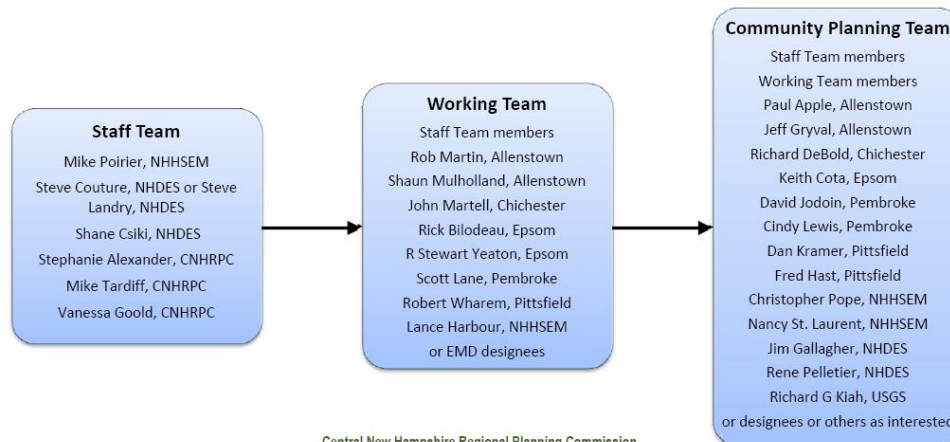 Staff Team
Mike Poirier, NHHSEM
Steve Couture, NHDES or Steve
Landry, NHDES
Shane Csiki, NHDES
Stephanie Alexander, CNHRPC
Mike Tardiff, CNHRPC
Vanessa Goold, CNHRPC
Working Team
Staff Team members
Rob Martin, Allenstown
Shaun Mulholland, Allenstown
John Martell, Chichester
Rick Bilodeau, Epsom
R Stewart Yeaton, Epsom
Scott Lane, Pembroke
Robert Wharem, Pittsfield
Lance Harbour, NHHSEM
or EMD designees
Community Planning Team
Staff Team members
Working Team members
Paul Apple, Allenstown
Jeff Gryval, Allenstown
Richard DeBold, Chichester
Keith Cota, Epsom
David Jodoin, Pembroke
Cindy Lewis, Pembroke
Dan Kramer, Pittsfield
Fred Hast, Pittsfield
Christopher Pope, NHHSEM
Nancy St. Laurent, NHHSEM
Jim Gallagher, NHDES
Rene Pelletier, NHDES
Richard G Kiah, USGS
or designees or others as interested
Central New Hampshire Regional Planning Commission